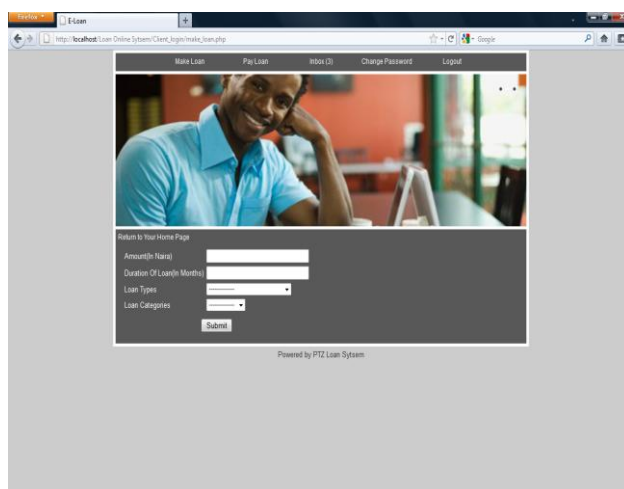 Firefox
E-Loan
http://localhost/Loan Online Sytsem/Client_login/make_loan.php
Google
Make Loan Pay Loan Inbox (3) Change Password Logout
Return to Your Home Page
Amount(In Naira)
Duration Of Loan(In Months)
Loan Types ----------
Loan Categories ----------
Submit
Powered by PTZ Loan Sytsem